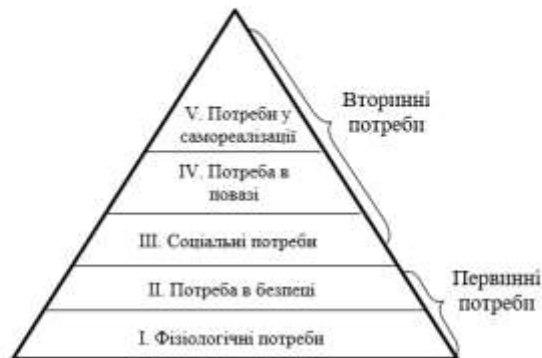 V. Потреби у
самореалізації
Вторинні
потреби
IV. Потреба в
повазі
III. Соціальні потреби
II. Потреба в безпеці
Первинні
потреби
I. Фізіологічні потреби